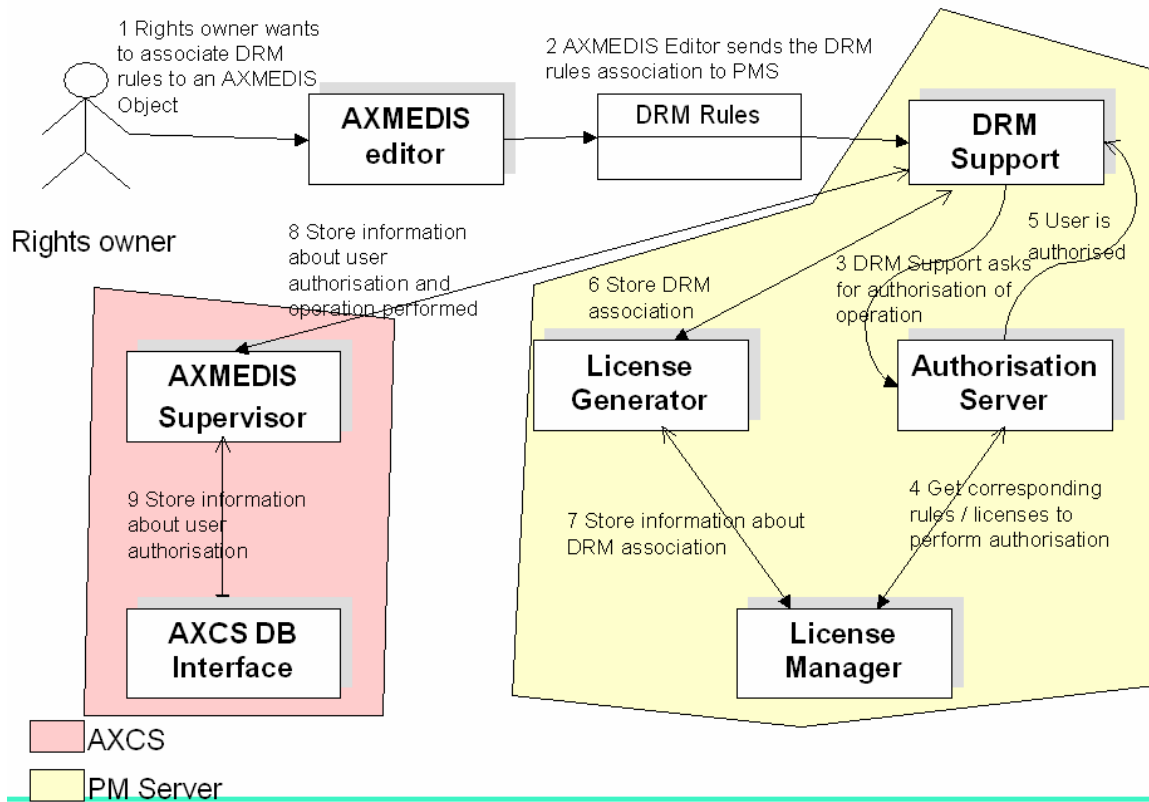 1 Rights owner wants
to associate DRM
rules to an AXMEDIS
Object
2 AXMEDIS Editor sends the DRM
rules association to PMS
AXMEDIS
editor
DRM Rules
DRM
Support
Rights owner
8 Store information
about user
authorisation and
operation performed
6 Store DRM
association
3 DRM Support asks
for authorisation of
operation
5 User is
authorised
AXMEDIS
Supervisor
License
Generator
Authorisation
Server
9 Store information
about user
authorisation
7 Store information about
DRM association
4 Get corresponding
rules / licenses to
perform authorisation
AXCS DB
Interface
License
Manager
AXCS
PM Server